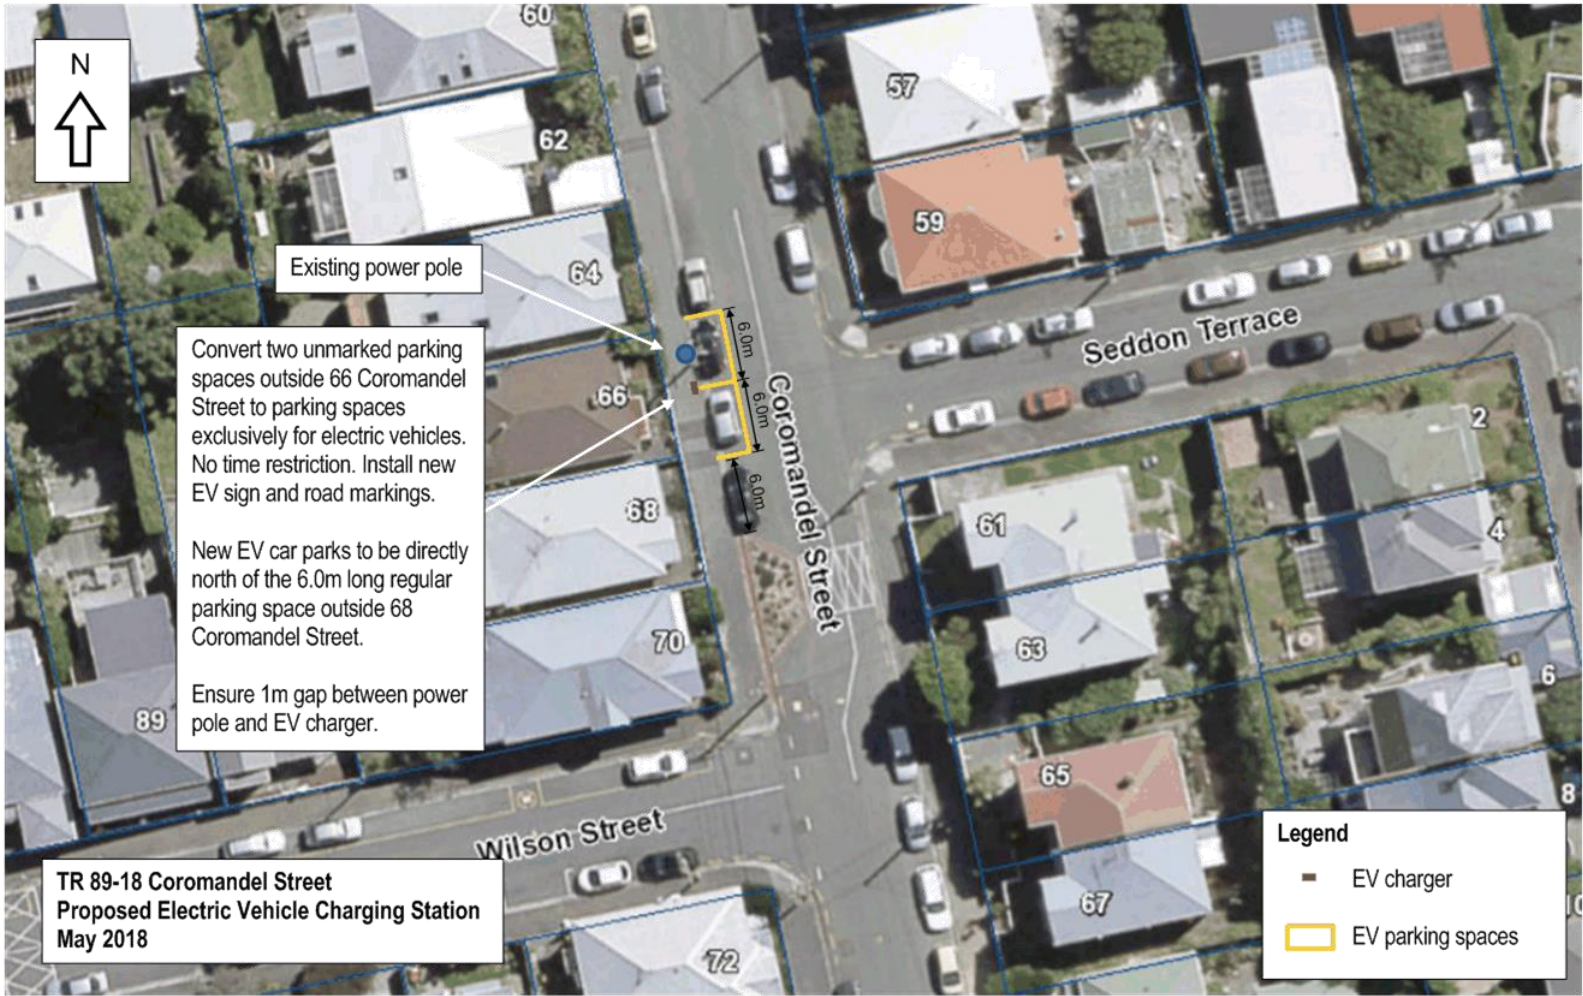 60
N
57
62
59
64
Existing power pole
Seddon Terrace
6.0m
6.0m
6.0m
Coromandel Street
Convert two unmarked parking
spaces outside 66 Coromandel
Street to parking spaces
exclusively for electric vehicles.
No time restriction. Install new
EV sign and road markings.
New EV car parks to be directly
north of the 6.0m long regular
parking space outside 68
Coromandel Street.
Ensure 1m gap between power
pole and EV charger.
66
2
68
61
4
70
63
6
89
65
8
Wilson Street
67
72
TR 89-18 Coromandel Street
Proposed Electric Vehicle Charging Station
May 2018
Legend
EV charger
EV parking spaces
10